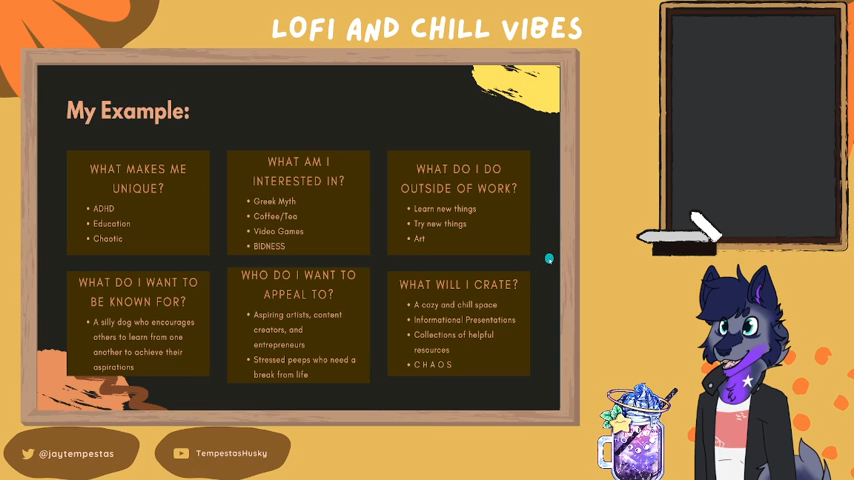 LOFI AND CHILL VIBES
My Example:
WHAT MAKES ME
UNIQUE?
• ADHD
• Education
• Chaotic
WHAT AM I
INTERESTED IN?
• Greek Myth
• Coffee/Tea
• Video Games
• BIDNESS
WHAT DO I DO
OUTSIDE OF WORK?
• Learn new things
• Try new things
• Art
WHAT DO I WANT TO
BE KNOWN FOR?
• A silly dog who encourages
others to learn from one
another to achieve their
aspirations
WHO DO I WANT TO
APPEAL TO?
• Aspiring artists, content
creators, and
entrepreneurs
• Stressed peeps who need a
break from life
WHAT WILL I CRATE?
• A cozy and chill space
• Informational Presentations
• Collections of helpful
resources
• C H A O S
@jaytempestas
TempestasHusky